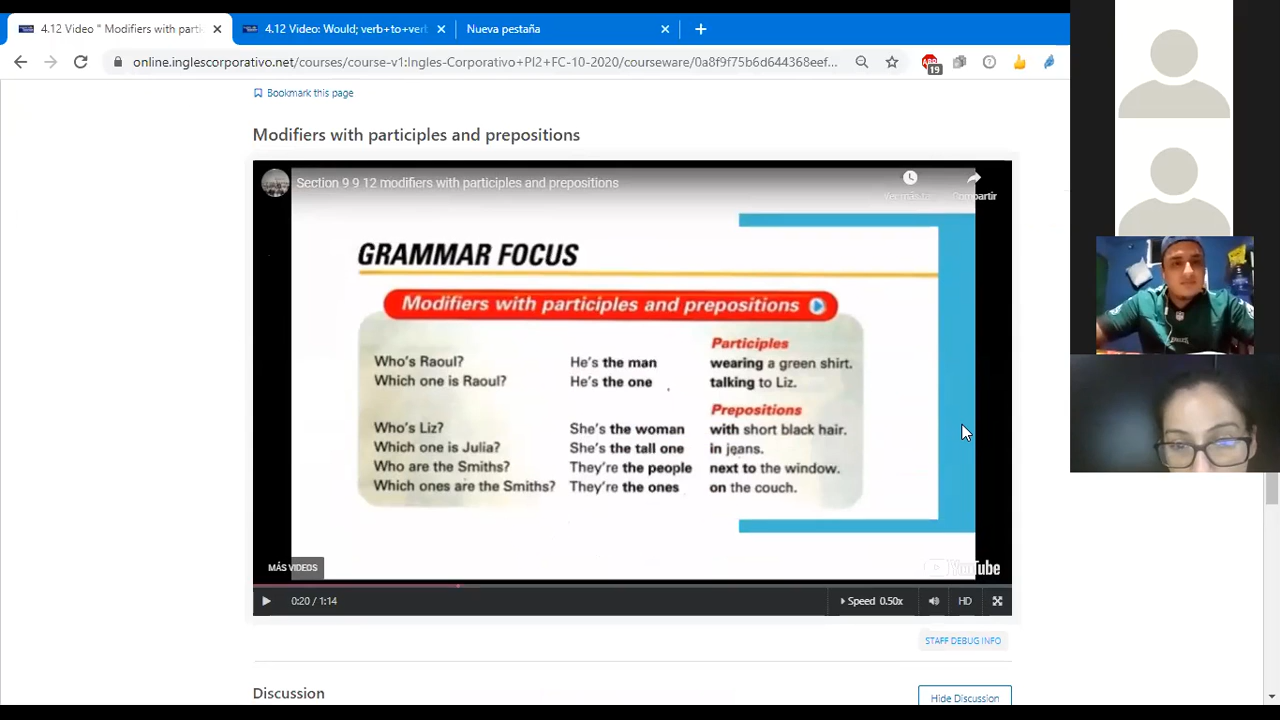 4.12 Video " Modifiers with parti
4.12 Video: Would; verb+to+verb
Nueva pestaña
online.inglescorporativo.net/courses/course-v1:Ingles-Corporativo+PI2+FC-10-2020/courseware/0a8f9f75b6d644368eef...
ABP
19
Bookmark this page
Modifiers with participles and prepositions
Section 9 9 12 modifiers with participles and prepositions
Ver más
Compartir
GRAMMAR FOCUS
Modifiers with participles and prepositions
Participles
Who's Raoul? He's the man wearing a green shirt.
Which one is Raoul? He's the one talking to Liz.
Prepositions
Who's Liz? She's the woman with short black hair.
Which one is Julia? She's the tall one in jeans.
Who are the Smiths? They're the people next to the window.
Which ones are the Smiths? They're the ones on the couch.
MÁS VIDEOS
YouTube
0:20 / 1:14
Speed 0.50x
HD
STAFF DEBUG INFO
Discussion
Hide Discussion
NFL
EAGLES